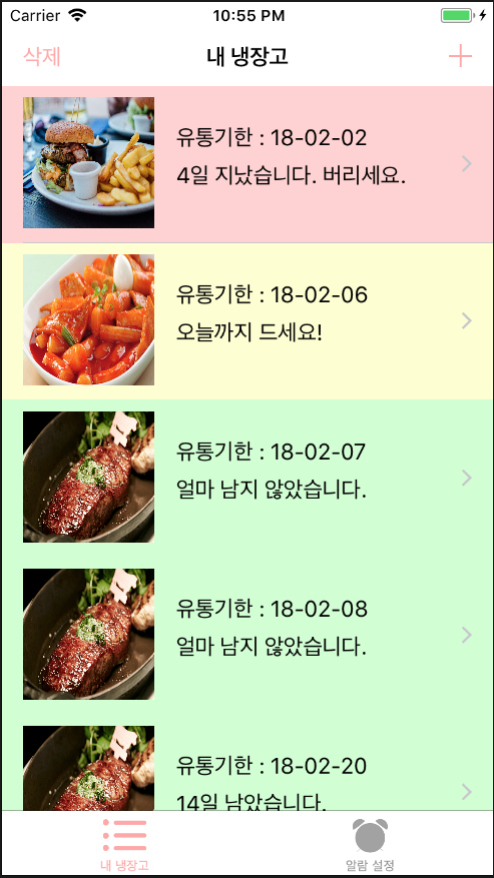 Carrier 10:55 PM
삭제 내 냉장고
유통기한 : 18-02-02
4일 지났습니다. 버리세요.
유통기한 : 18-02-06
오늘까지 드세요!
유통기한 : 18-02-07
얼마 남지 않았습니다.
유통기한 : 18-02-08
얼마 남지 않았습니다.
유통기한 : 18-02-20
14일 남았습니다.
내 냉장고 알람 설정